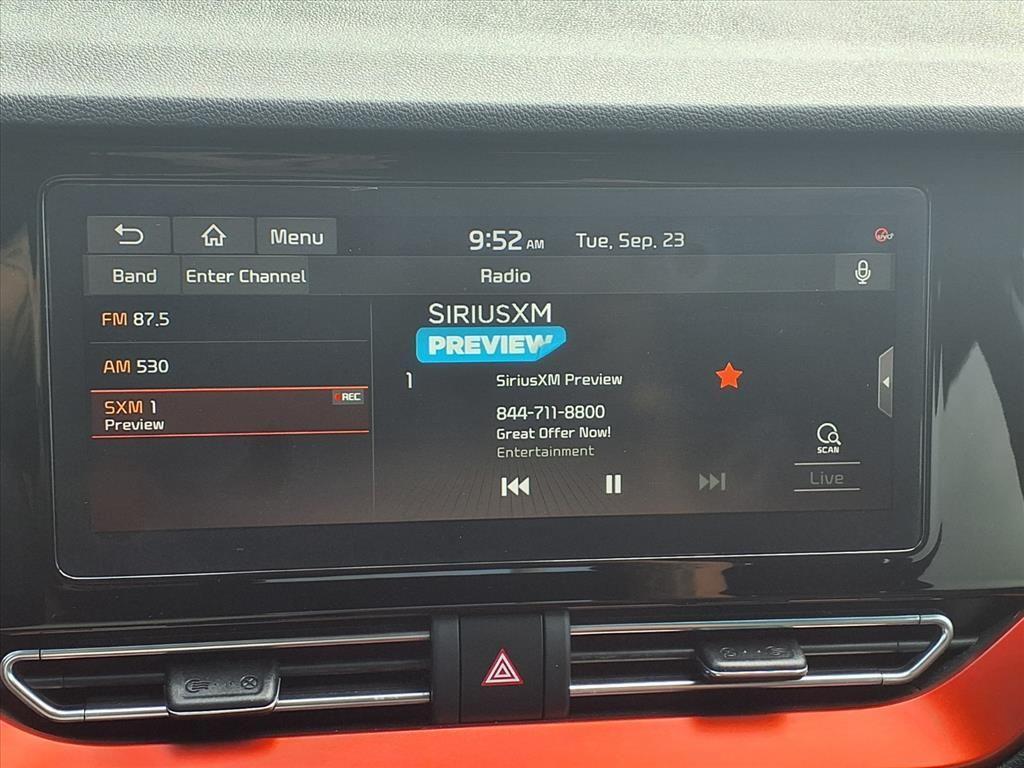 Menu
9:52 AM
Tue, Sep. 23
Band
Enter Channel
Radio
FM 87.5
AM 530
SXM 1
REC
Preview
SIRIUSXM
PREVIEW
1
SiriusXM Preview
844-711-8800
Great Offer Now!
Entertainment
SCAN
Live